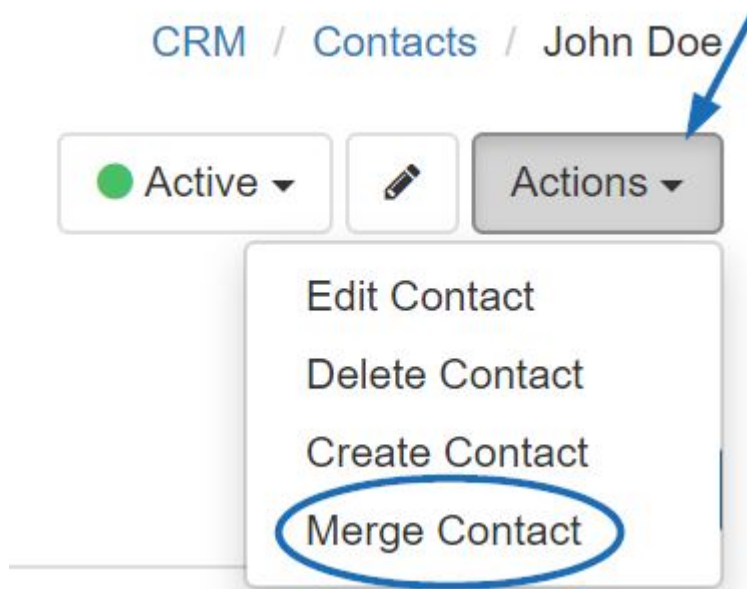 CRM / Contacts / John Doe
Active Actions
Edit Contact
Delete Contact
Create Contact
Merge Contact